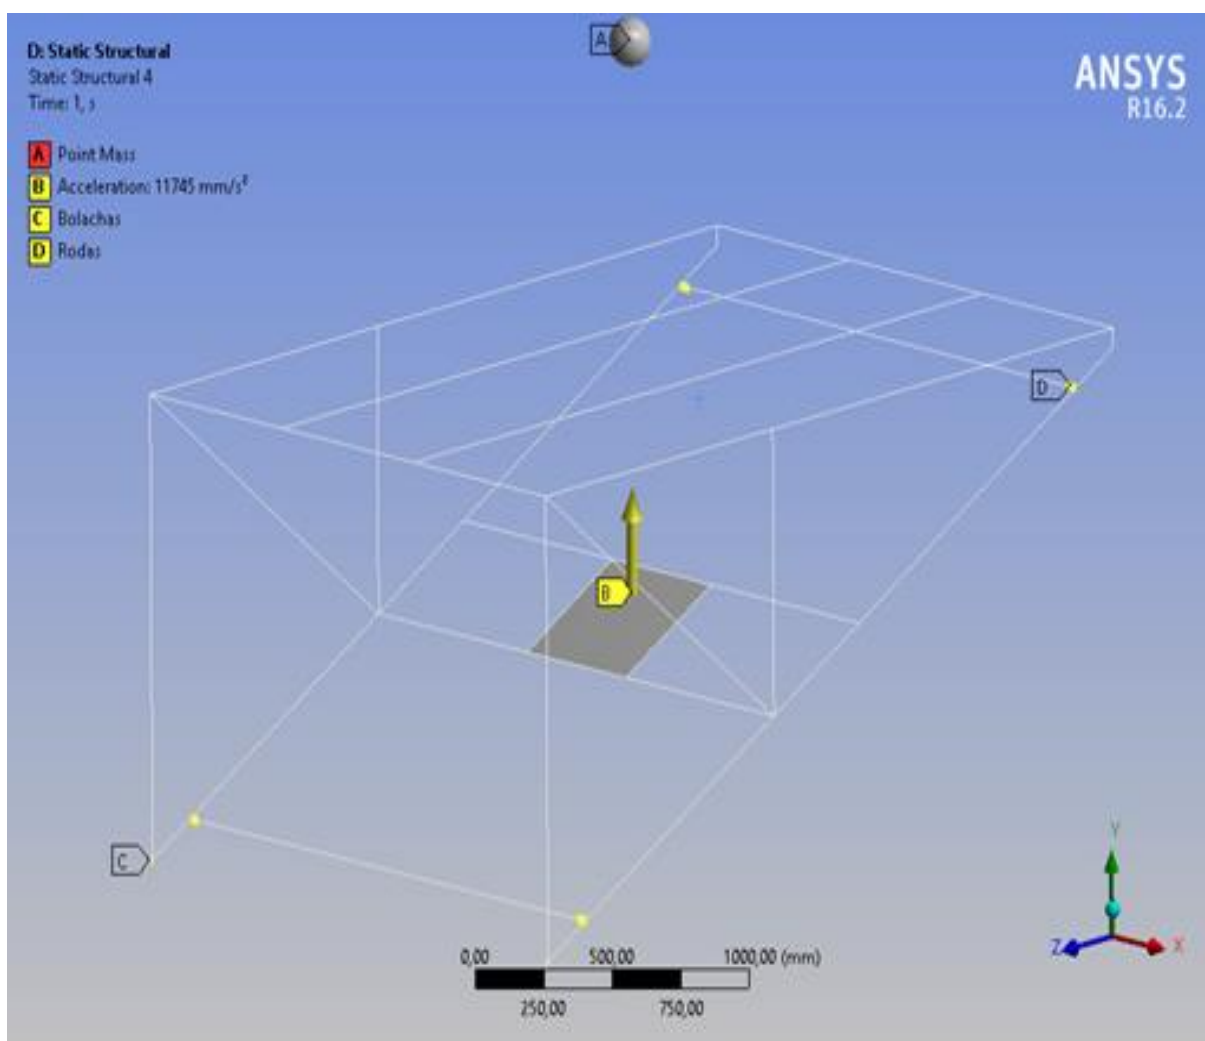 A
D: Static Structural
Static Structural 4
Time: 1, s
ANSYS
R16.2
A Point Mass
B Acceleration: 11745 mm/s²
C Bolachas
D Rodas
D
B
C
Y
Z
X
0,00 500,00 1000,00 (mm)
250,00 750,00